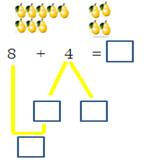 8 + 4 =